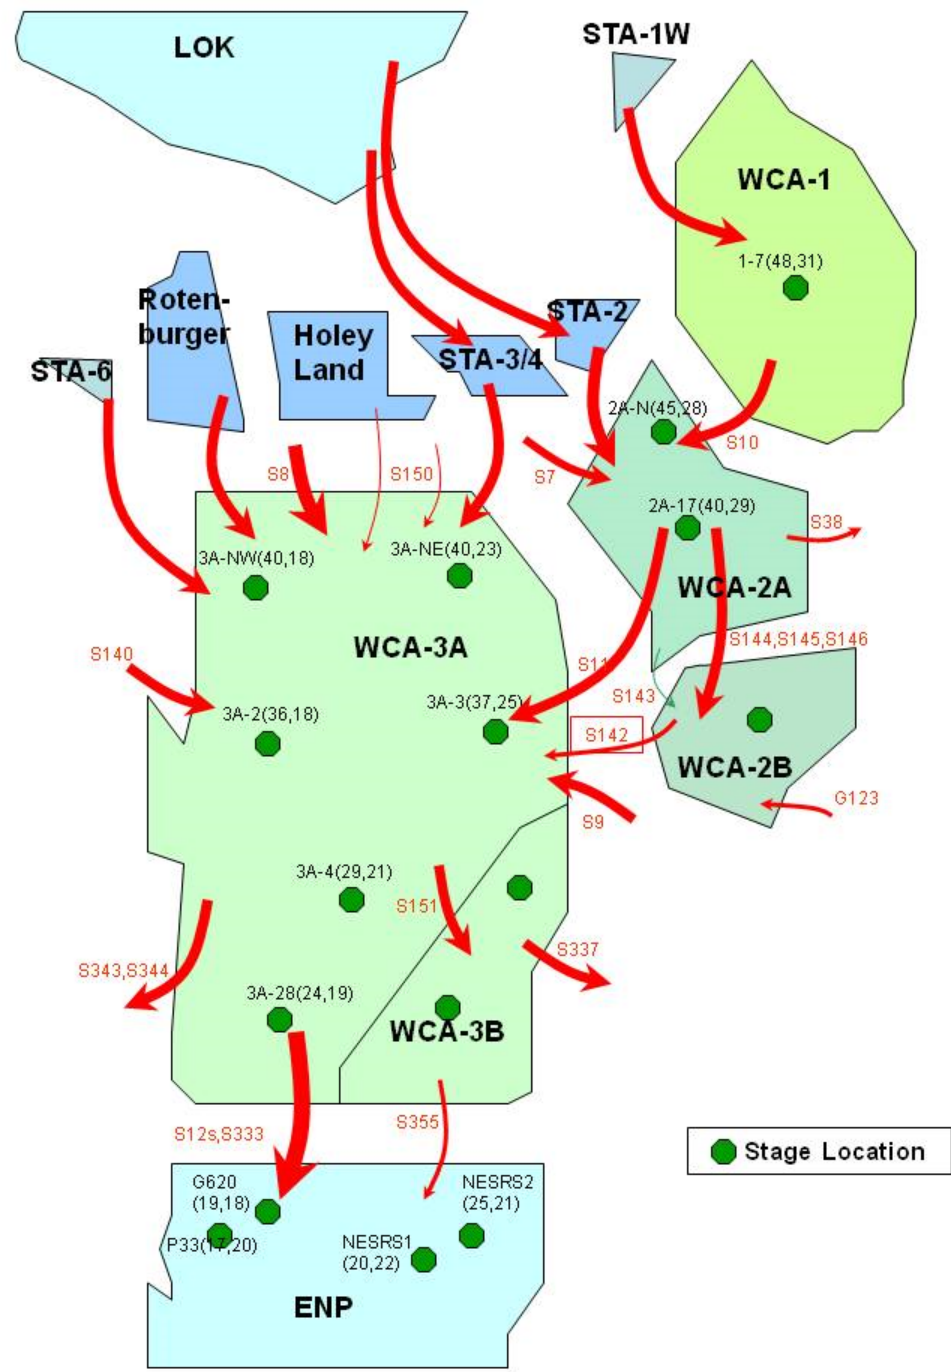 LOK
STA-1W
WCA-1
1-7(48,31)
Roten-
burger
Holey
Land
STA-2
STA-3/4
STA-6
2A-N(45,28)
S10
S8
S150
S7
2A-17(40,29)
S38
3A-NW(40,18)
3A-NE(40,23)
WCA-2A
WCA-3A
S140
S11
S144,S145,S146
S143
3A-2(36,18)
3A-3(37,25)
S142
WCA-2B
G123
S9
3A-4(29,21)
S151
S337
S343,S344
3A-28(24,19)
WCA-3B
S12s,S333
S355
Stage Location
G620
(19,18)
NESRS2
(25,21)
P33(17,20)
NESRS1
(20,22)
ENP